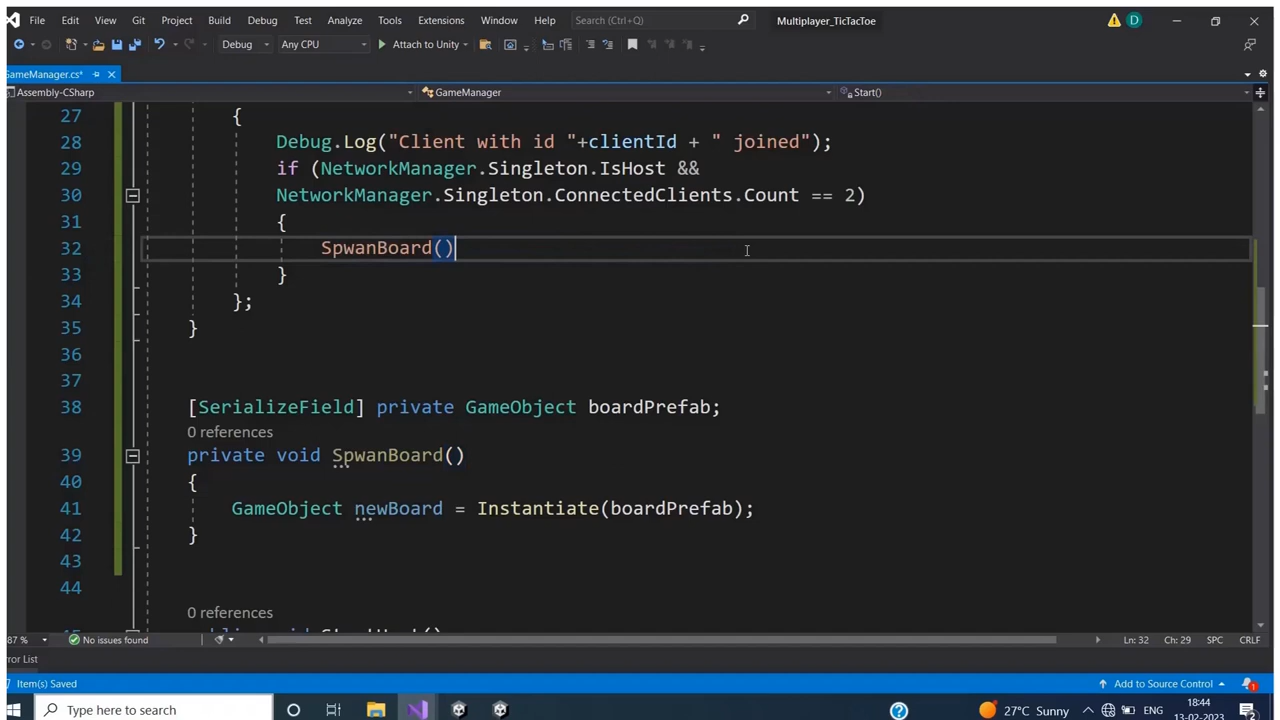 File Edit View Git Project Build Debug Test Analyze Tools Extensions Window Help Search (Ctrl+Q) Multiplayer_TicTacToe D
Debug Any CPU Attach to Unity
GameManager.cs*
Assembly-CSharp GameManager Start()
27 {
28 Debug.Log("Client with id "+clientId + " joined");
29 if (NetworkManager.Singleton.IsHost &&
30 NetworkManager.Singleton.ConnectedClients.Count == 2)
31 {
32 SpwanBoard()
33 }
34 };
35 }
36
37
38 [SerializeField] private GameObject boardPrefab;
0 references
39 private void SpwanBoard()
40 {
41 GameObject newBoard = Instantiate(boardPrefab);
42 }
43
44
0 references
87 % No issues found Ln: 32 Ch: 29 SPC CRLF
rror List
Item(s) Saved Add to Source Control 1
Type here to search 27°C Sunny ENG 18:44
13-02-2023 2